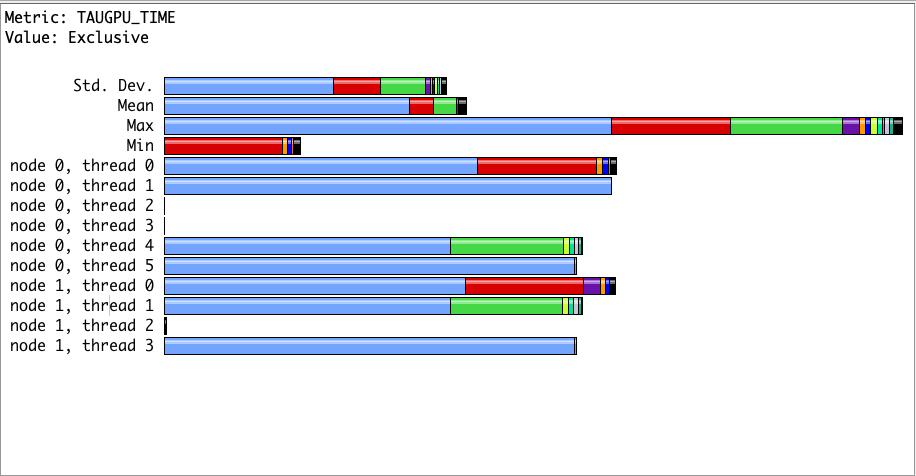 Metric: TAUGPU_TIME
Value: Exclusive
Std. Dev.
Mean
Max
Min
node 0, thread 0
node 0, thread 1
node 0, thread 2
node 0, thread 3
node 0, thread 4
node 0, thread 5
node 1, thread 0
node 1, thread 1
node 1, thread 2
node 1, thread 3